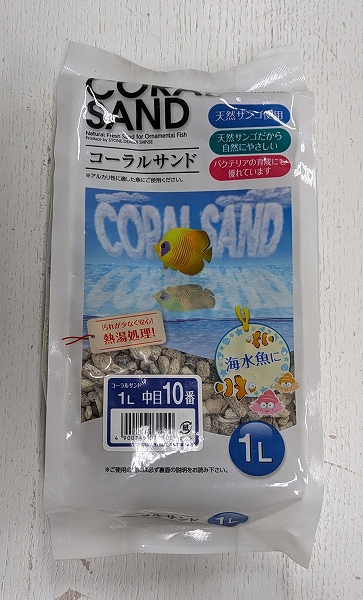 CORAL
SAND
Natural Fresh Sand for Ornamental Fish
コーラルサンド
※アルカリ性に適した魚にご使用ください。
天然サンゴ使用
天然サンゴだから
自然にやさしい
バクテリアの育成にも
優れています
CORAL SAND
汚れが少なく安心!
熱湯処理!
海水魚に
コーラルサンド
1L 中目10番
紙
1L
※ご使用の際は必ず裏面の説明をお読み下さい。
1L